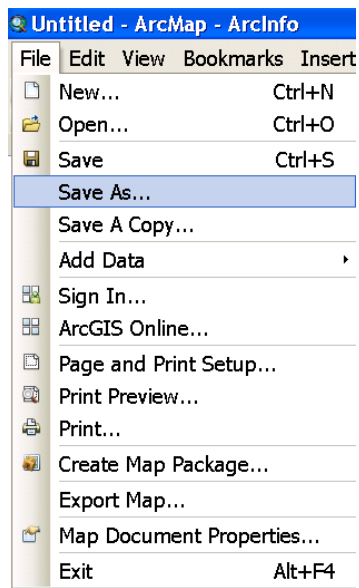 Untitled - ArcMap - ArcInfo
File Edit View Bookmarks Insert
New... Ctrl+N
Open... Ctrl+O
Save Ctrl+S
Save As...
Save A Copy...
Add Data
Sign In...
ArcGIS Online...
Page and Print Setup...
Print Preview...
Print...
Create Map Package...
Export Map...
Map Document Properties...
Exit Alt+F4